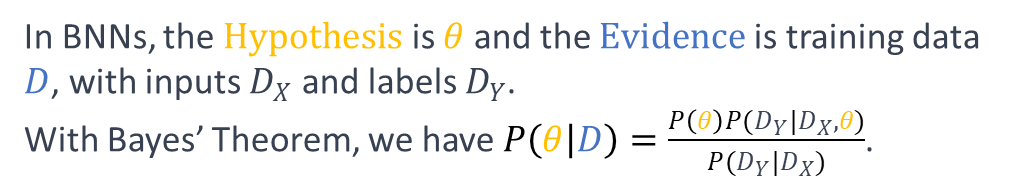 In BNNs, the Hypothesis is θ and the Evidence is training data
D, with inputs D_X and labels D_Y.
With Bayes’ Theorem, we have P(θ|D) = P(θ)P(D_Y|D_X,θ) / P(D_Y|D_X).